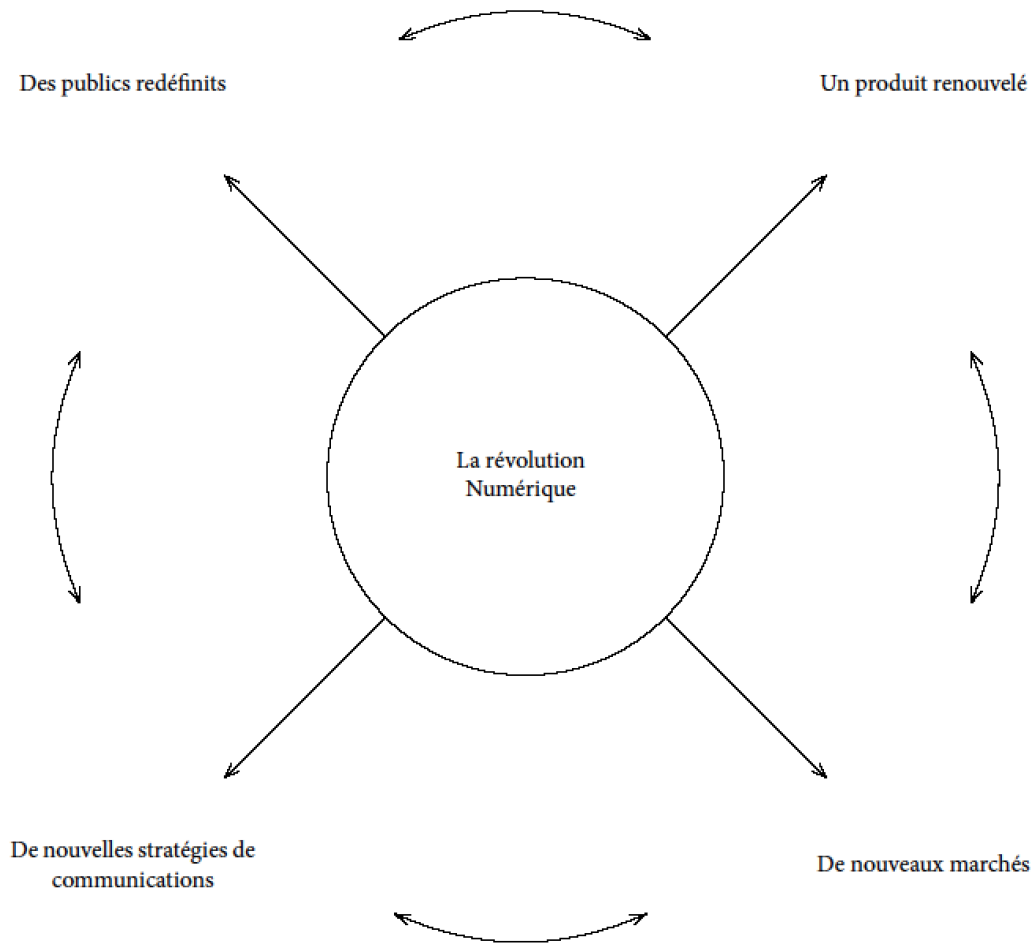 Des publics redéfinits
Un produit renouvelé
La révolution
Numérique
De nouvelles stratégies de
communications
De nouveaux marchés